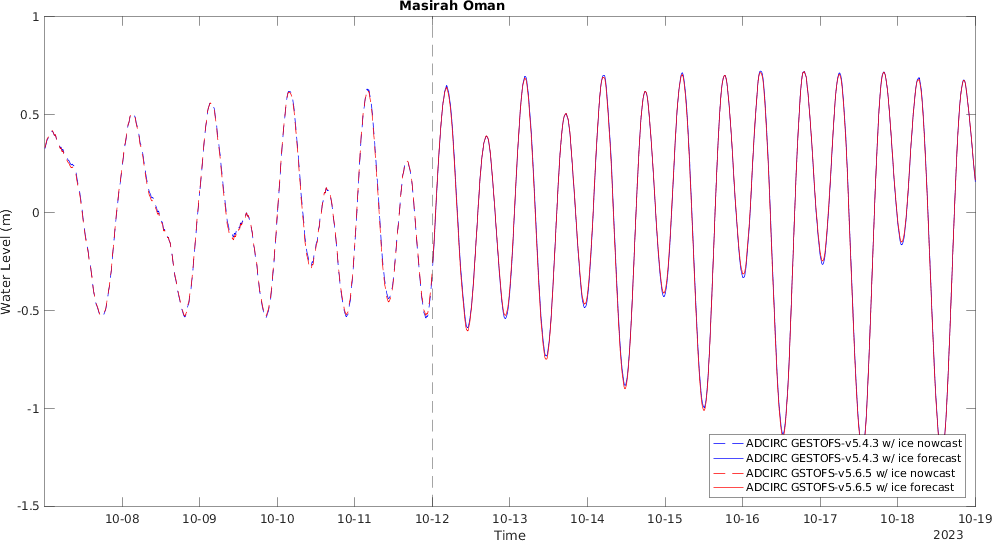 Masirah Oman
1
0.5
0
-0.5
-1
-1.5
Water Level (m)
ADCIRC GESTOFS-v5.4.3 w/ ice nowcast
ADCIRC GESTOFS-v5.4.3 w/ ice forecast
ADCIRC GSTOFS-v5.6.5 w/ ice nowcast
ADCIRC GSTOFS-v5.6.5 w/ ice forecast
10-08 10-09 10-10 10-11 10-12 10-13 10-14 10-15 10-16 10-17 10-18 10-19
Time
2023